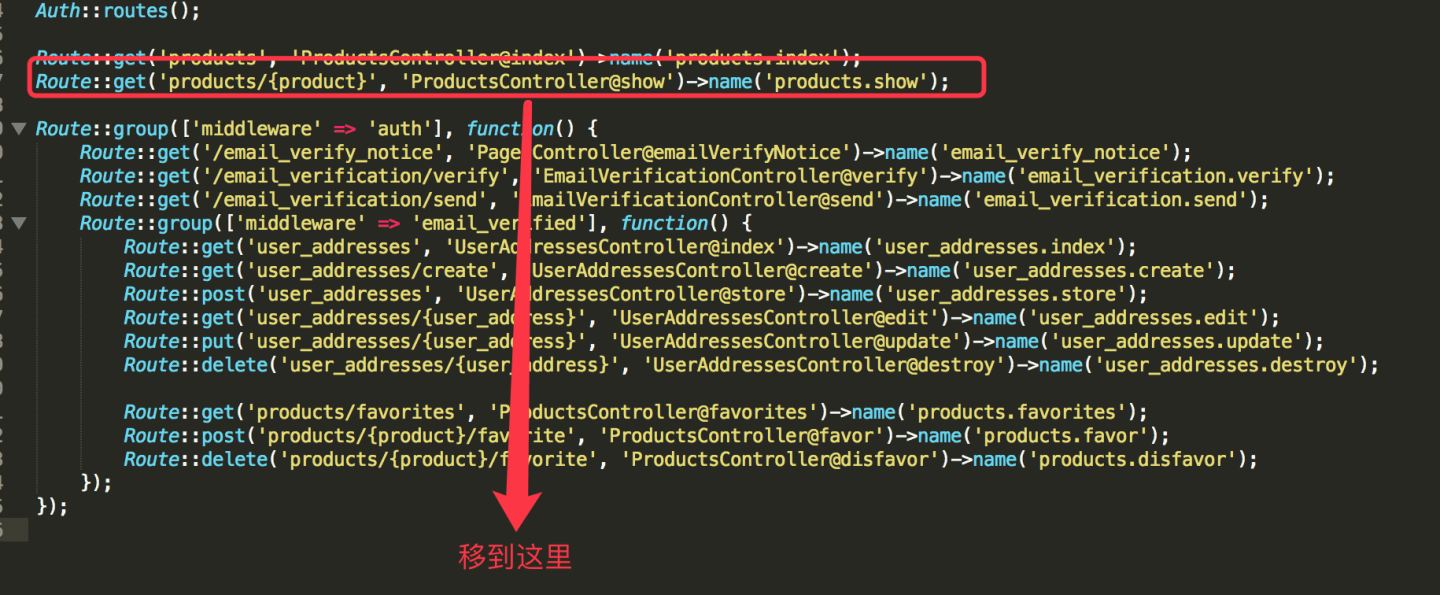 Auth::routes();
Route::get('products', 'ProductsController@index')->name('products.index');
Route::get('products/{product}', 'ProductsController@show')->name('products.show');
Route::group(['middleware' => 'auth'], function() {
Route::get('/email_verify_notice', 'PagesController@emailVerifyNotice')->name('email_verify_notice');
Route::get('/email_verification/verify', 'EmailVerificationController@verify')->name('email_verification.verify');
Route::get('/email_verification/send', 'EmailVerificationController@send')->name('email_verification.send');
Route::group(['middleware' => 'email_verified'], function() {
Route::get('user_addresses', 'UserAddressesController@index')->name('user_addresses.index');
Route::get('user_addresses/create', 'UserAddressesController@create')->name('user_addresses.create');
Route::post('user_addresses', 'UserAddressesController@store')->name('user_addresses.store');
Route::get('user_addresses/{user_address}', 'UserAddressesController@edit')->name('user_addresses.edit');
Route::put('user_addresses/{user_address}', 'UserAddressesController@update')->name('user_addresses.update');
Route::delete('user_addresses/{user_address}', 'UserAddressesController@destroy')->name('user_addresses.destroy');
Route::get('products/favorites', 'ProductsController@favorites')->name('products.favorites');
Route::post('products/{product}/favorite', 'ProductsController@favor')->name('products.favor');
Route::delete('products/{product}/favorite', 'ProductsController@disfavor')->name('products.disfavor');
});
});
移到这里